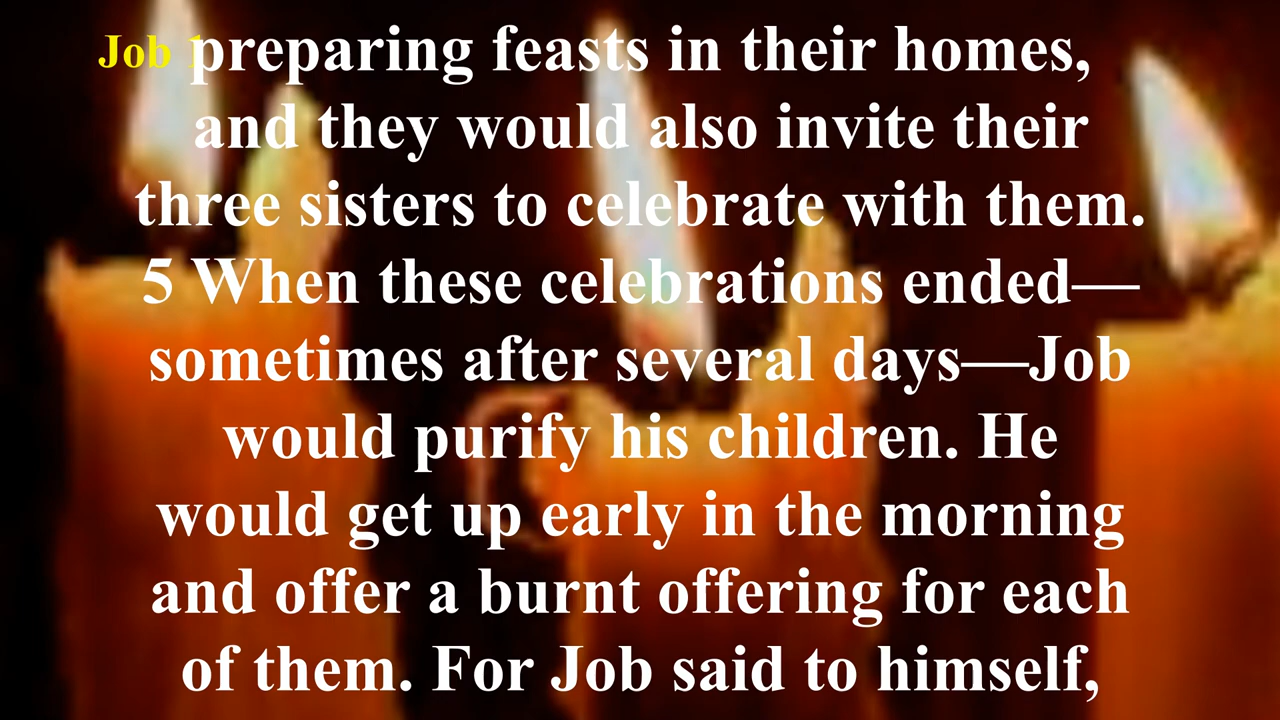 Job 1 preparing feasts in their homes,
and they would also invite their
three sisters to celebrate with them.
5 When these celebrations ended—
sometimes after several days—Job
would purify his children. He
would get up early in the morning
and offer a burnt offering for each
of them. For Job said to himself,